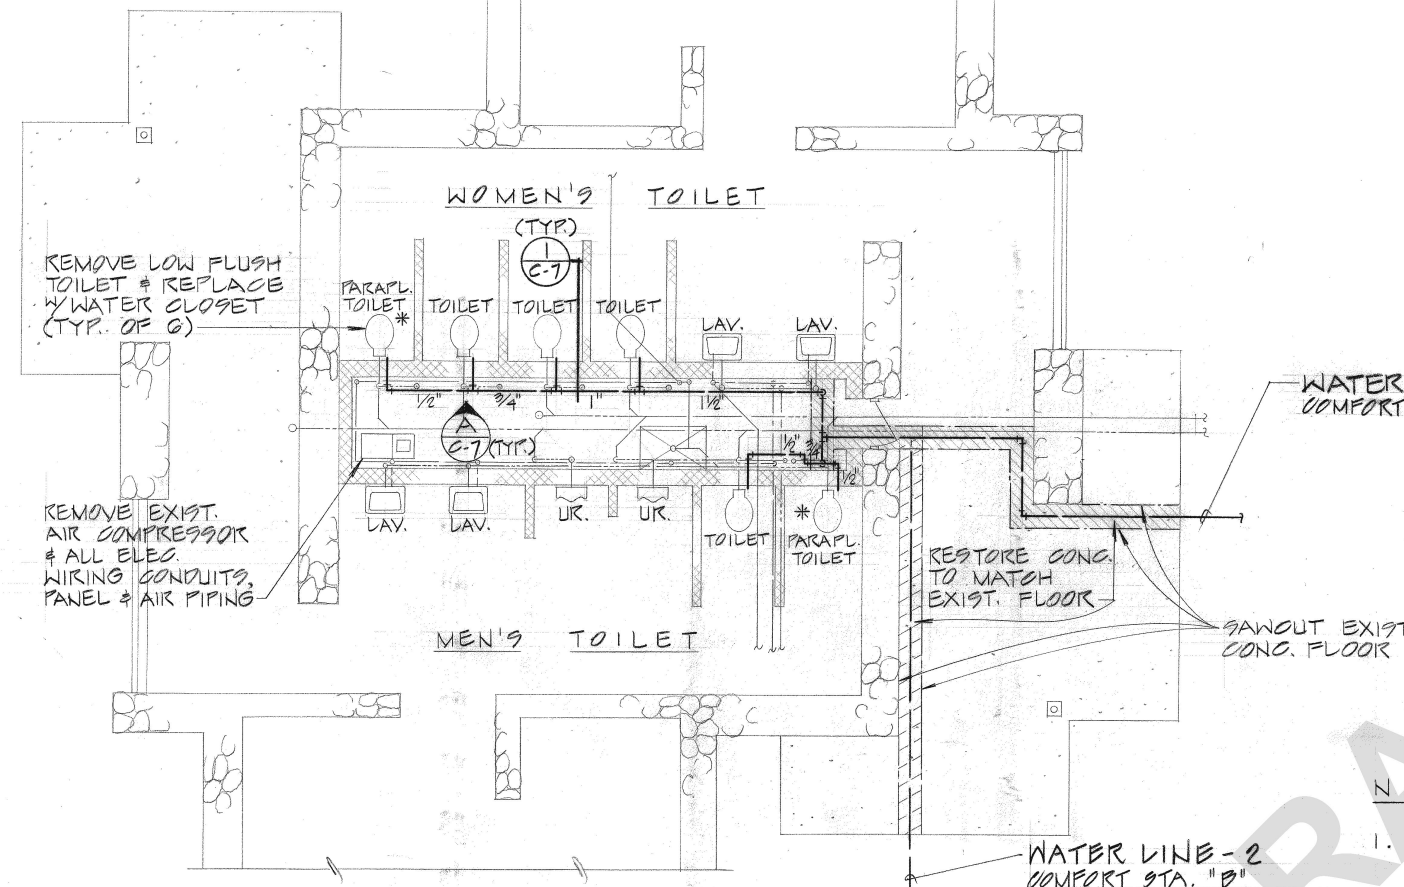 WOMEN'S TOILET
(TYP.)
1
C-7
REMOVE LOW FLUSH
TOILET & REPLACE
W/WATER CLOSET
(TYP. OF 6)
PARAPL.
TOILET *
TOILET
TOILET
TOILET
LAV.
LAV.
1/2"
3/4"
1"
1 1/2"
A
C-7
(TYP.)
1/2"
3/4"
1/2"
WATER
COMFORT
REMOVE EXIST.
AIR COMPRESSOR
& ALL ELEC.
WIRING CONDUITS,
PANEL & AIR PIPING
LAV.
LAV.
UR.
UR.
TOILET
* PARAPL.
TOILET
RESTORE CONC.
TO MATCH
EXIST. FLOOR
SAWCUT EXIST
CONC. FLOOR
MEN'S TOILET
N
1.
WATER LINE - 2
COMFORT STA. "B"
RA